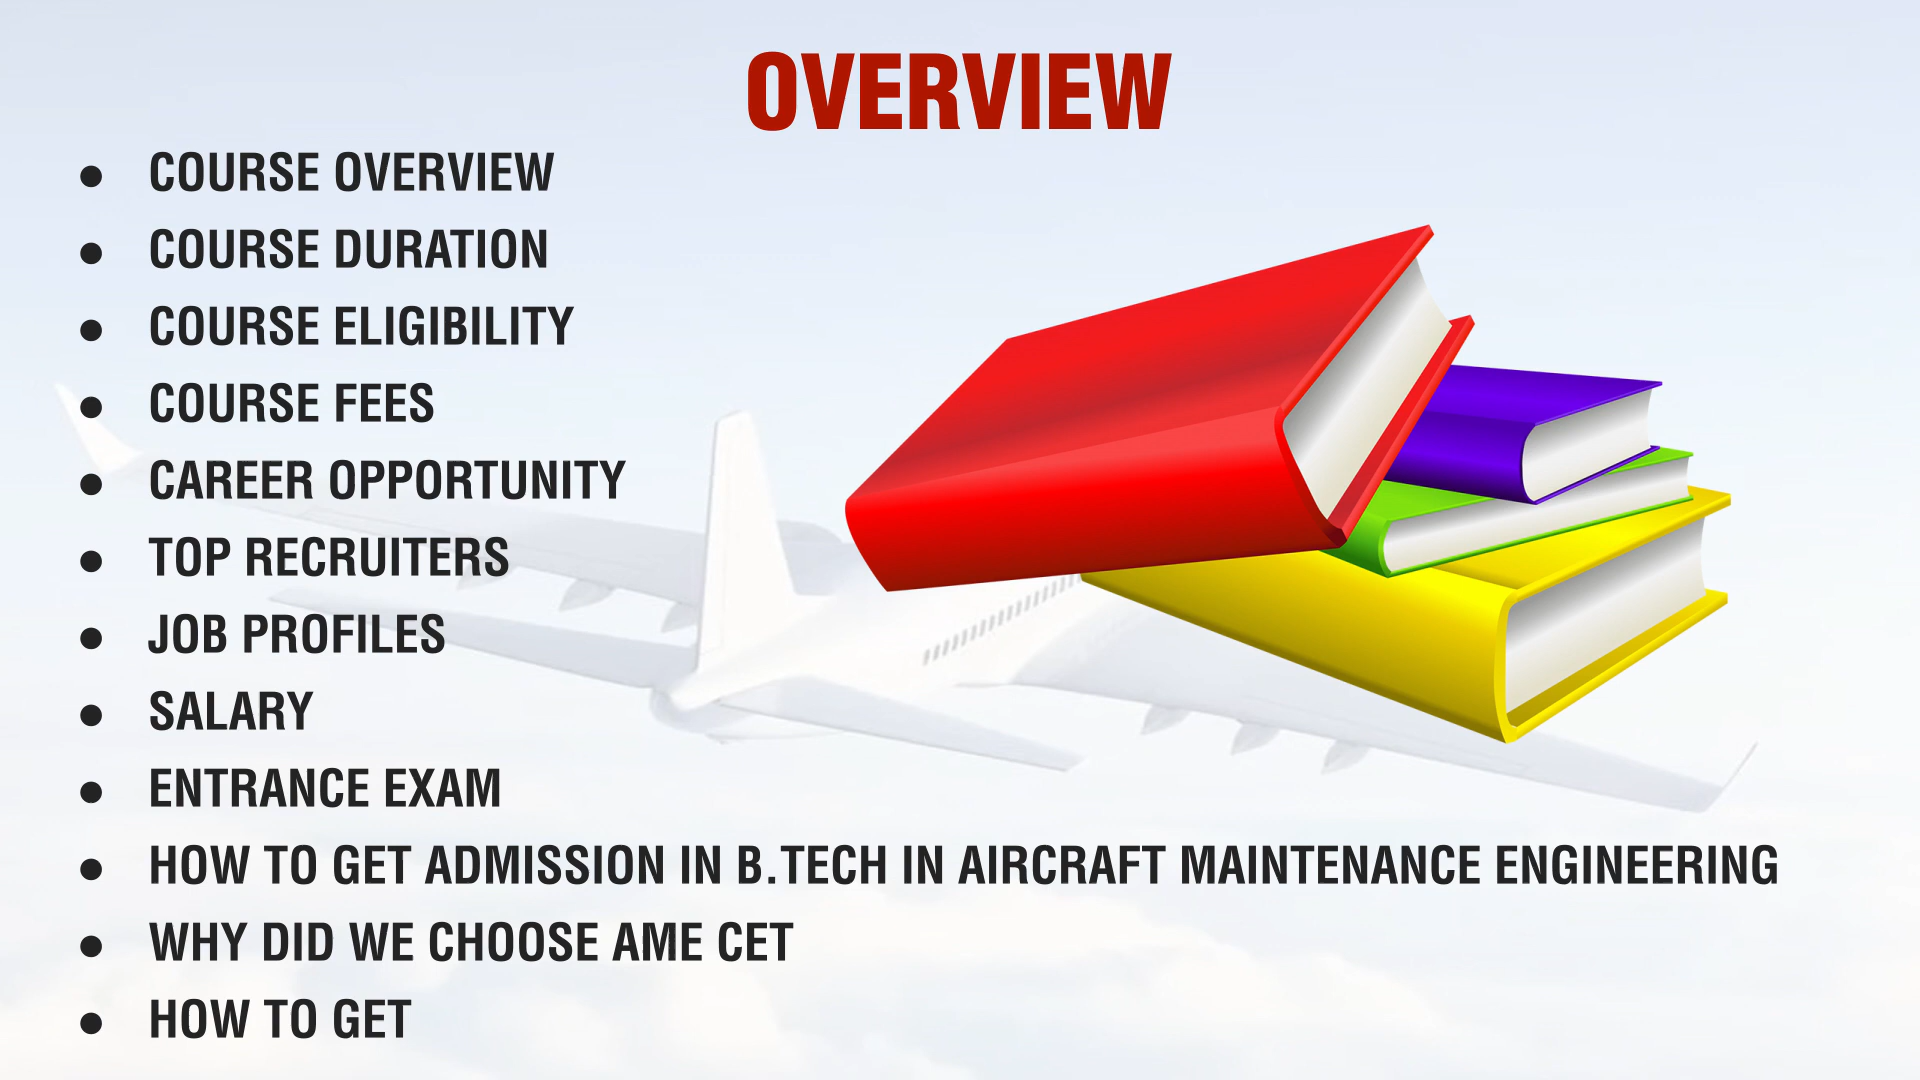 OVERVIEW
● COURSE OVERVIEW
● COURSE DURATION
● COURSE ELIGIBILITY
● COURSE FEES
● CAREER OPPORTUNITY
● TOP RECRUITERS
● JOB PROFILES
● SALARY
● ENTRANCE EXAM
● HOW TO GET ADMISSION IN B.TECH IN AIRCRAFT MAINTENANCE ENGINEERING
● WHY DID WE CHOOSE AME CET
● HOW TO GET